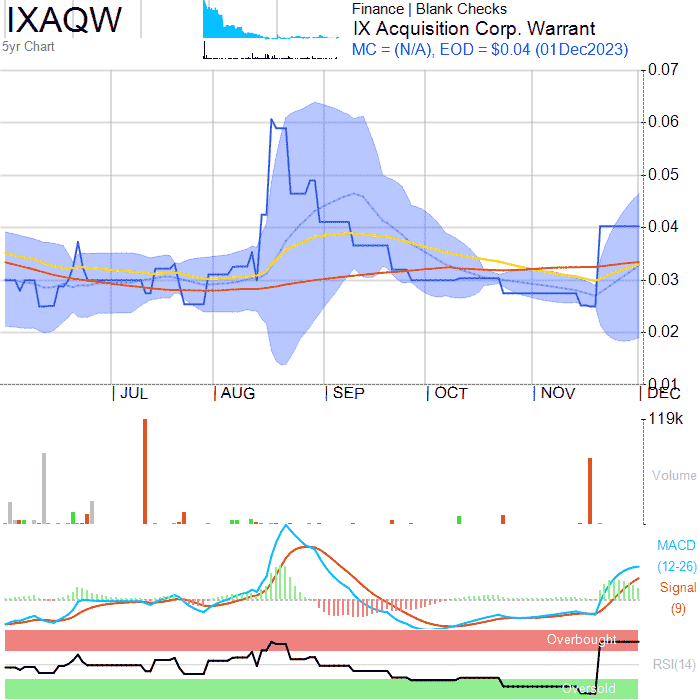 IXAQW
5yr Chart
Finance | Blank Checks
IX Acquisition Corp. Warrant
MC = (N/A), EOD = $0.04 (01Dec2023)
0.07
0.06
0.05
0.04
0.03
0.02
0.01
JUL
AUG
SEP
OCT
NOV
DEC
119k
Volume
MACD
(12-26)
Signal
(9)
Overbought
RSI(14)
Oversold